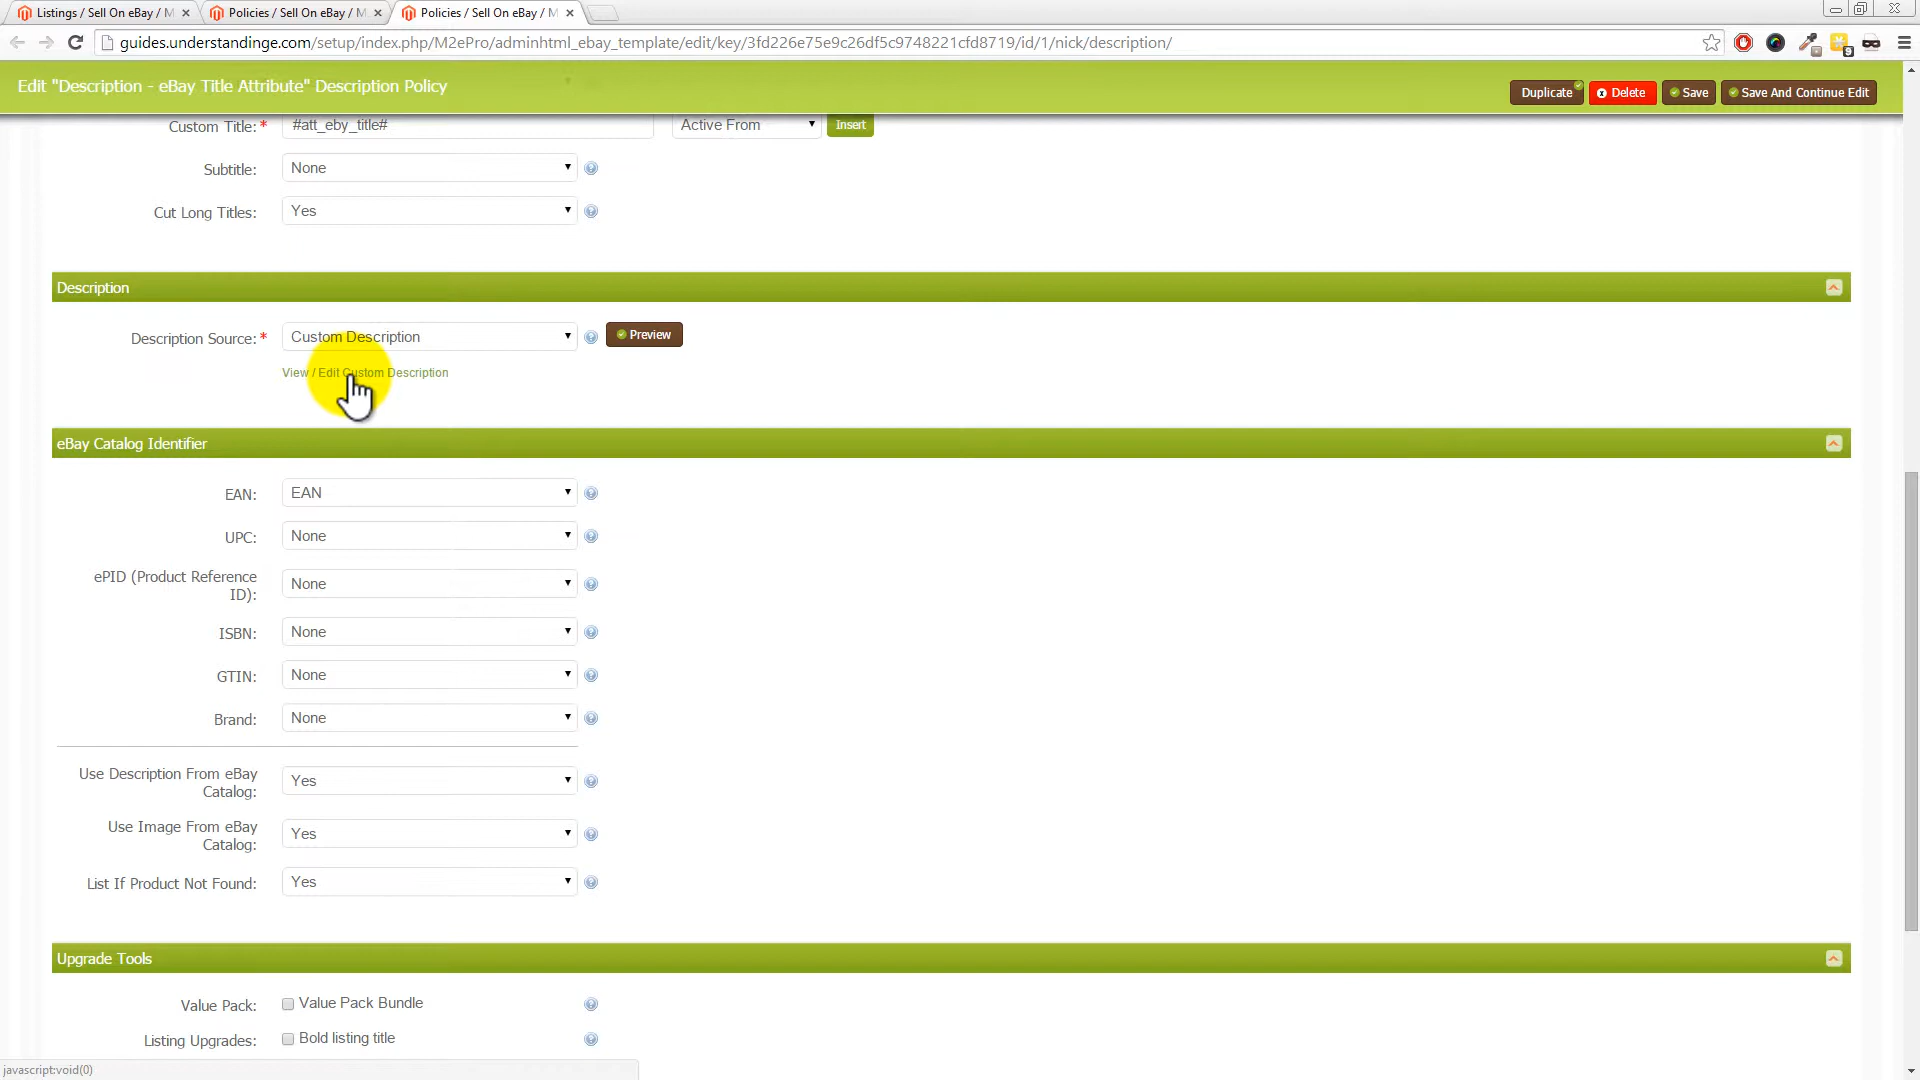 Listings / Sell On eBay / M
Policies / Sell On eBay / M
Policies / Sell On eBay / M
guides.understandinge.com/setup/index.php/M2ePro/adminhtml_ebay_template/edit/key/3fd226e75e9c26df5c9748221cfd8719/id/1/nick/description/
9
Edit "Description - eBay Title Attribute" Description Policy
Duplicate
Delete
Save
Save And Continue Edit
Custom Title: *
#att_eby_title#
Active From
Insert
Subtitle:
None
Cut Long Titles:
Yes
Description
Description Source: *
Custom Description
Preview
View / Edit Custom Description
eBay Catalog Identifier
EAN:
EAN
UPC:
None
ePID (Product Reference
ID):
None
ISBN:
None
GTIN:
None
Brand:
None
Use Description From eBay
Catalog:
Yes
Use Image From eBay
Catalog:
Yes
List If Product Not Found:
Yes
Upgrade Tools
Value Pack:
Value Pack Bundle
Listing Upgrades:
Bold listing title
javascript:void(0)